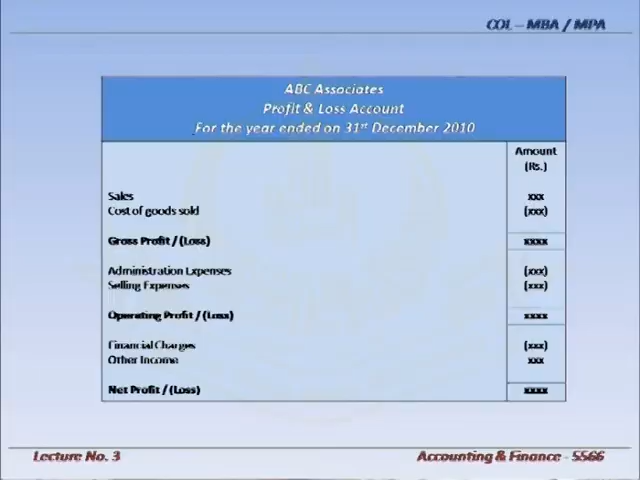 COL – MBA / MPA
ABC Associates
Profit & Loss Account
For the year ended on 31st December 2010
Amount
(Rs.)
Sales xxx
Cost of goods sold (xxx)
Gross Profit / (Loss) xxxx
Administration Expenses (xxx)
Selling Expenses (xxx)
Operating Profit / (Loss) xxxx
Financial Charges (xxx)
Other Income xxx
Net Profit / (Loss) xxxx
Lecture No. 3 Accounting & Finance - 5566